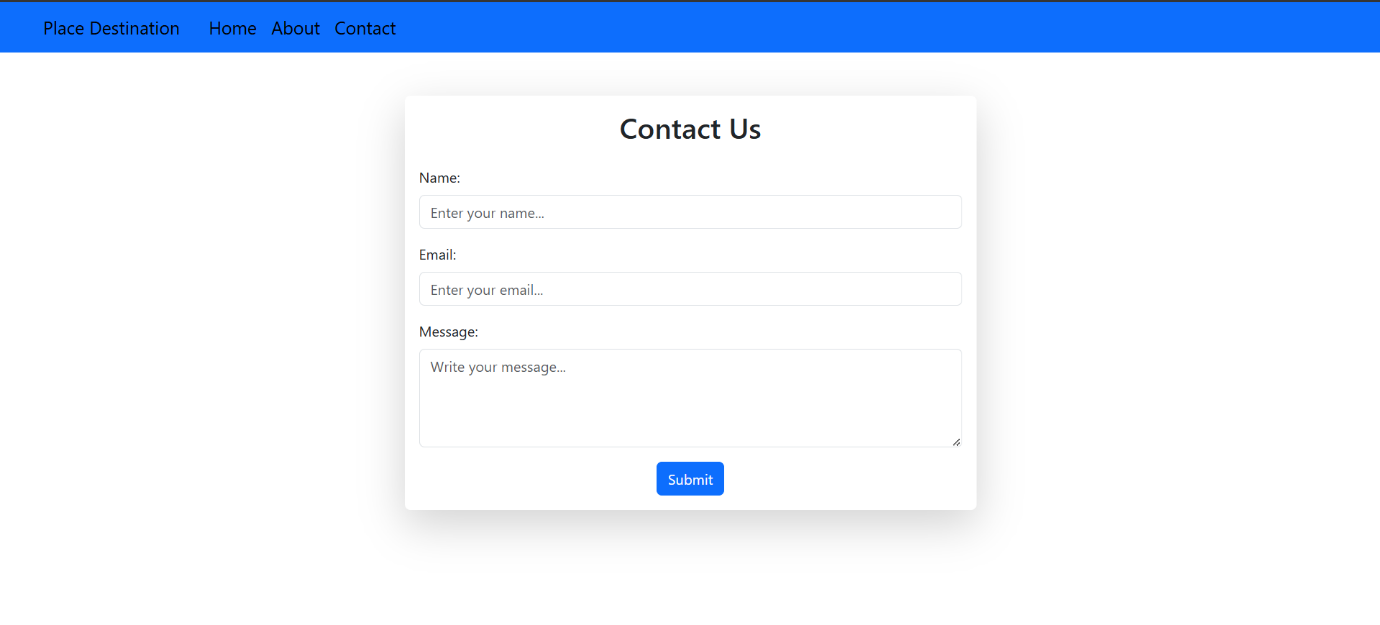 Place Destination Home About Contact
Contact Us
Name:
Enter your name...
Email:
Enter your email...
Message:
Write your message...
Submit